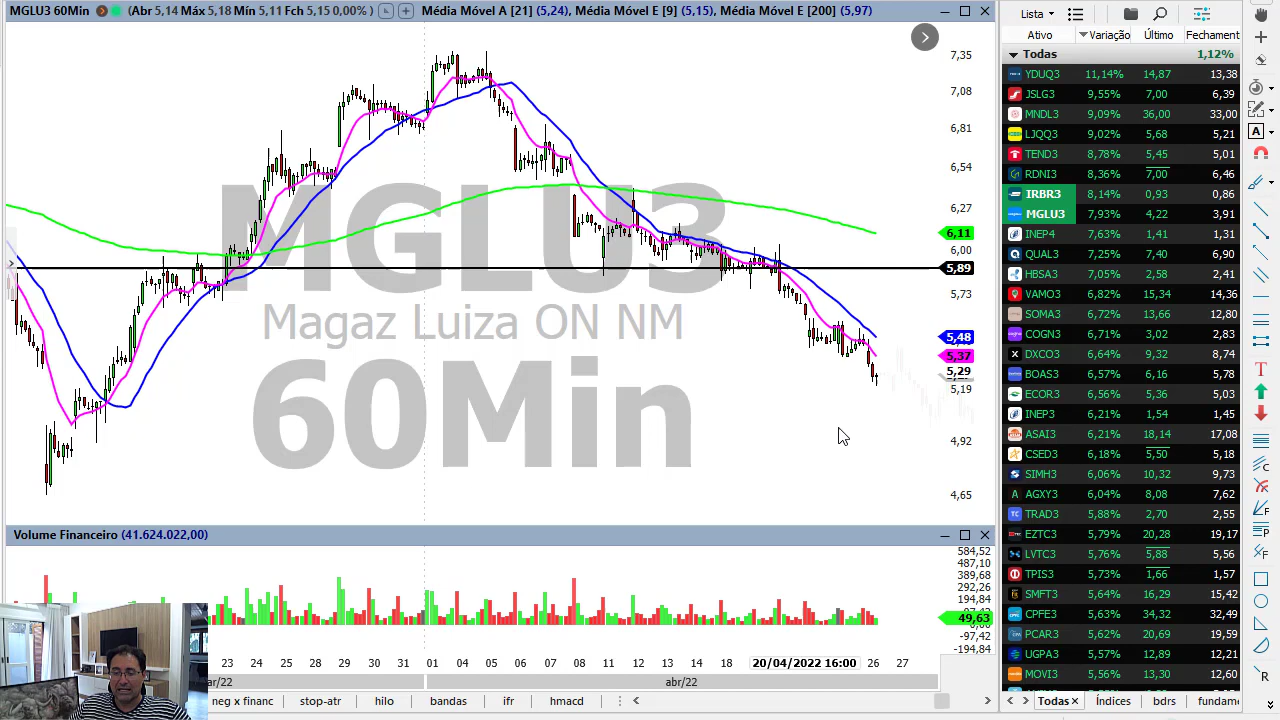 MGLU3 60Min (Abr 5,14 Máx 5,18 Mín 5,11 Fch 5,15 0,00% ) Média Móvel A [21] (5,24), Média Móvel E [9] (5,15), Média Móvel E [200] (5,97)
7,35
7,08
6,81
6,54
6,27
6,11
6,00
5,89
5,73
5,48
5,37
5,29
5,19
4,92
4,65
MGLU3
Magaz Luiza ON NM
60Min
Volume Financeiro (41.624.022,00)
584,52
487,10
389,68
292,26
194,84
49,63
-97,42
-194,84
23 24 25 28 29 30 31 01 04 05 06 07 08 11 12 13 14 18 20/04/2022 16:00 26 27
ar/22 abr/22
neg x financ stop-atr hilo bandas ifr hmacd
Lista
Ativo Variação Último Fechament
Todas 1,12%
YDUQ3 11,14% 14,87 13,38
JSLG3 9,55% 7,00 6,39
MNDL3 9,09% 36,00 33,00
LJQQ3 9,02% 5,68 5,21
TEND3 8,78% 5,45 5,01
RDNI3 8,36% 7,00 6,46
IRBR3 8,14% 0,93 0,86
MGLU3 7,93% 4,22 3,91
INEP4 7,63% 1,41 1,31
QUAL3 7,25% 7,40 6,90
HBSA3 7,05% 2,58 2,41
VAMO3 6,82% 15,34 14,36
SOMA3 6,72% 13,66 12,80
COGN3 6,71% 3,02 2,83
DXCO3 6,64% 9,32 8,74
BOAS3 6,56% 6,16 5,78
ECOR3 6,56% 5,36 5,03
INEP3 6,21% 1,54 1,45
ASAI3 6,21% 18,14 17,08
CSED3 6,18% 5,50 5,18
SIMH3 6,06% 10,32 9,73
AGXY3 6,04% 8,08 7,62
TRAD3 5,88% 2,70 2,55
EZTC3 5,79% 20,28 19,17
LVTC3 5,76% 5,88 5,56
TPIS3 5,73% 1,66 1,57
SMFT3 5,64% 16,29 15,42
CPFE3 5,63% 34,32 32,49
PCAR3 5,62% 20,69 19,59
UGPA3 5,57% 12,89 12,21
MOVI3 5,56% 13,30 12,60
Todas Índices bdrs